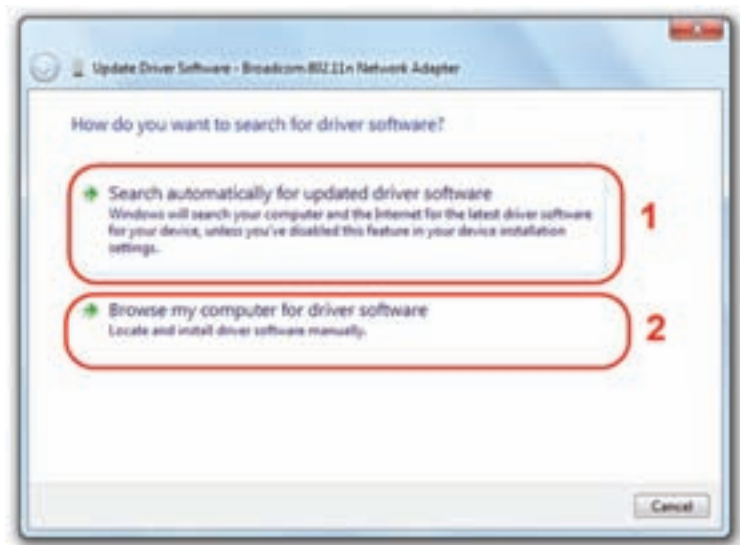 Update Driver Software - Broadcom 802.11n Network Adapter
How do you want to search for driver software?
Search automatically for updated driver software
Windows will search your computer and the Internet for the latest driver software
for your device, unless you've disabled this feature in your device installation
settings.
1
Browse my computer for driver software
Locate and install driver software manually.
2
Cancel